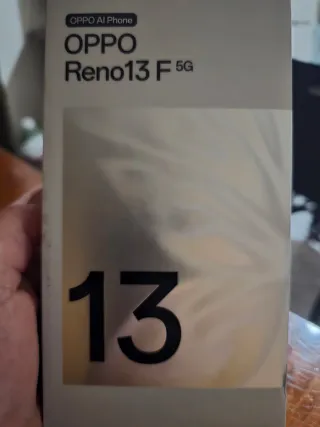 OPPO AI Phone
OPPO
Reno13 F 5G
13